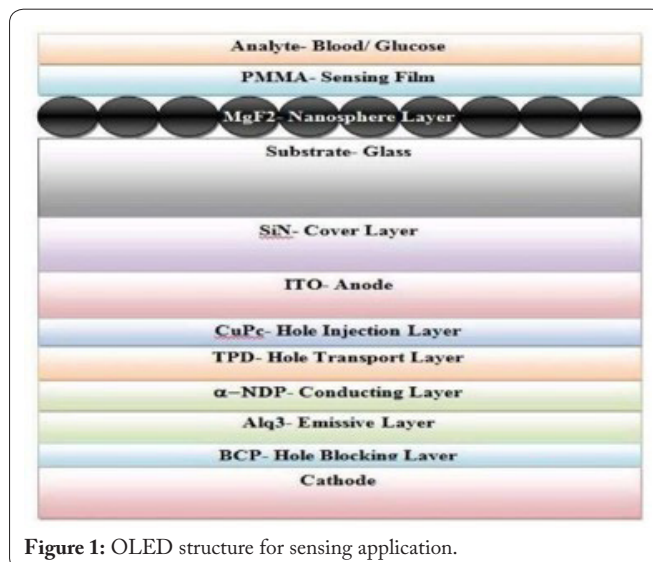 Analyte- Blood/ Glucose
PMMA- Sensing Film
MgF2- Nanosphere Layer
Substrate- Glass
SiN- Cover Layer
ITO- Anode
CuPc- Hole Injection Layer
TPD- Hole Transport Layer
α−NDP- Conducting Layer
Alq3- Emissive Layer
BCP- Hole Blocking Layer
Cathode
Figure 1: OLED structure for sensing application.